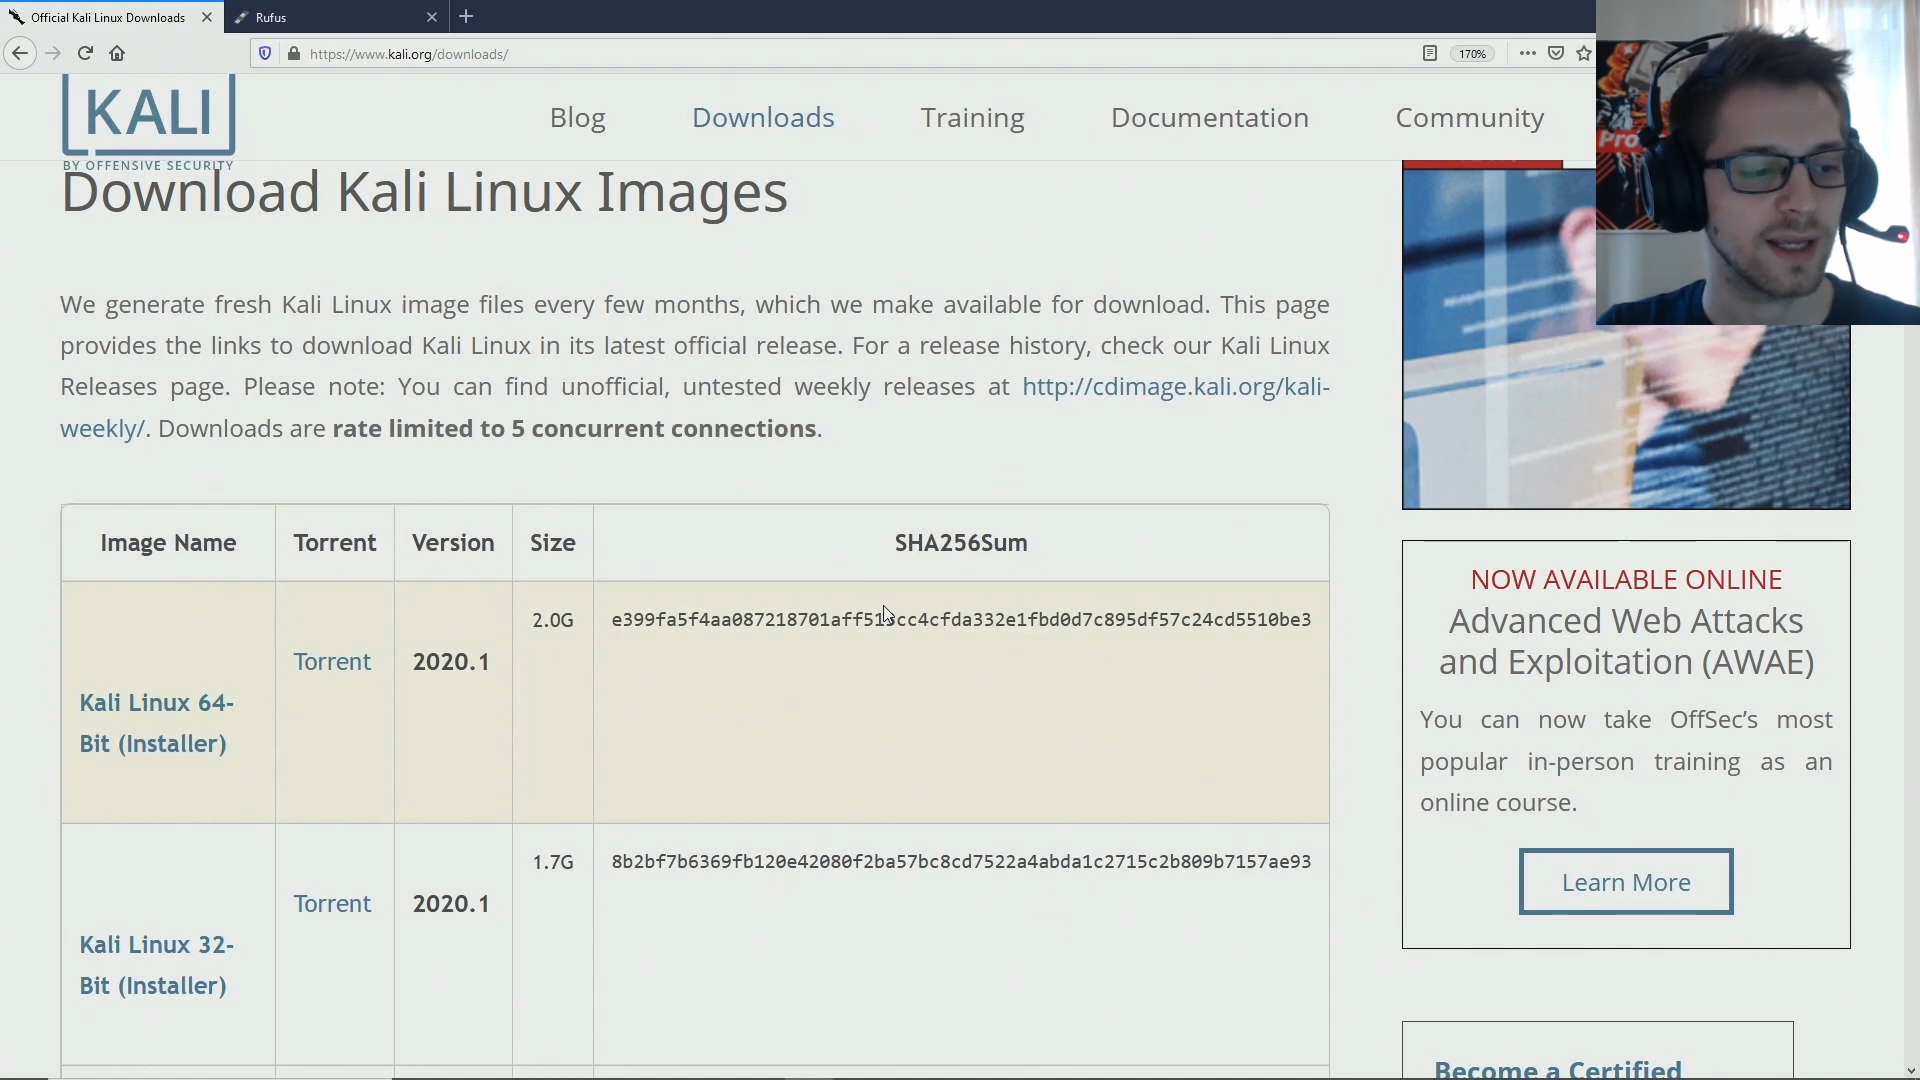 Official Kali Linux Downloads
Rufus
https://www.kali.org/downloads/
170%
KALI
BY OFFENSIVE SECURITY
Blog
Downloads
Training
Documentation
Community
Pro
Download Kali Linux Images
We generate fresh Kali Linux image files every few months, which we make available for download. This page
provides the links to download Kali Linux in its latest official release. For a release history, check our Kali Linux
Releases page. Please note: You can find unofficial, untested weekly releases at http://cdimage.kali.org/kali-
weekly/. Downloads are rate limited to 5 concurrent connections.
Image Name
Torrent
Version
Size
SHA256Sum
Kali Linux 64-
Bit (Installer)
Torrent
2020.1
2.0G
Kali Linux 32-
Bit (Installer)
Torrent
2020.1
1.7G
8b2bf7b6369fb120e42080f2ba57bc8cd7522a4abda1c2715c2b809b7157ae93
NOW AVAILABLE ONLINE
Advanced Web Attacks
and Exploitation (AWAE)
You can now take OffSec’s most
popular in-person training as an
online course.
Learn More
Become a Certified